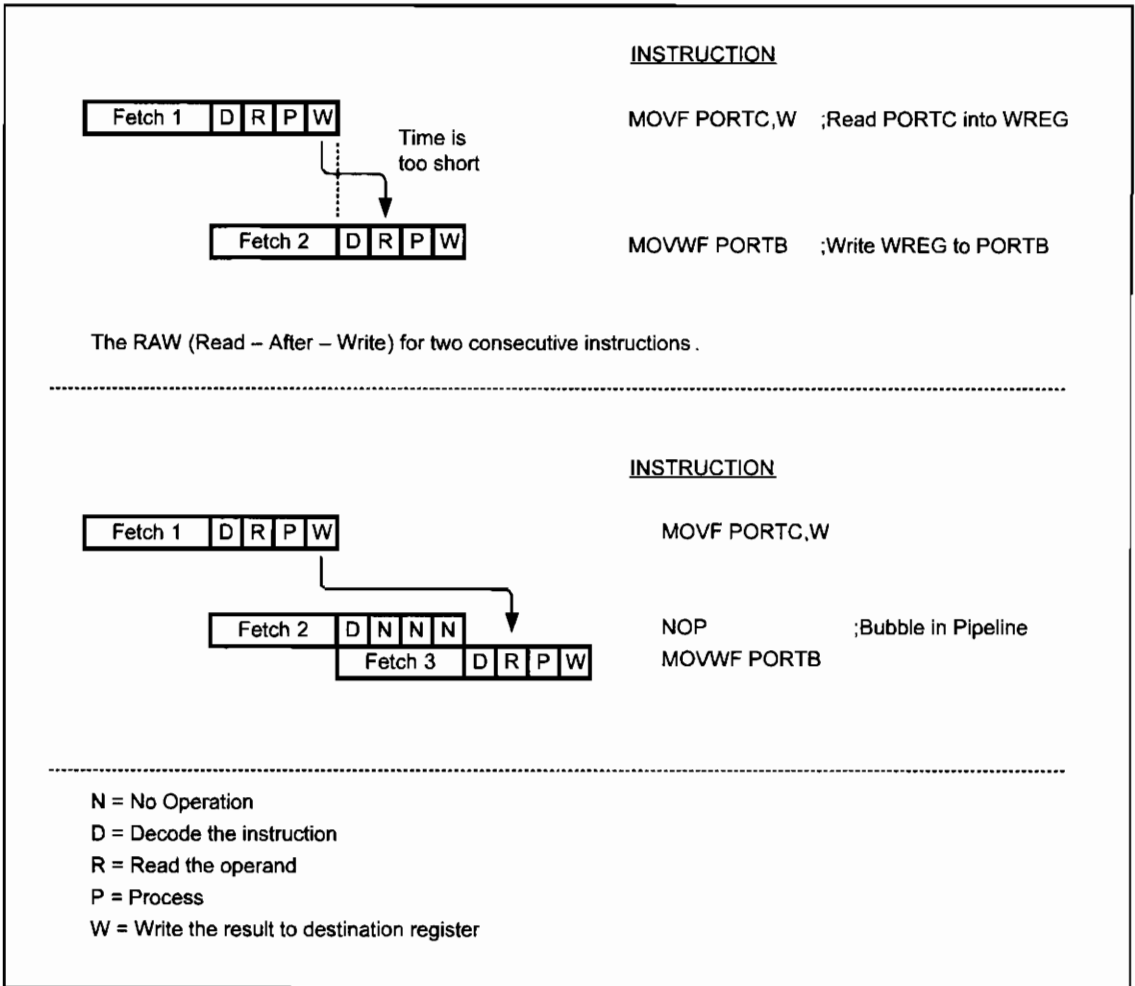 INSTRUCTION
Fetch 1 D R P W MOVF PORTC,W ;Read PORTC into WREG
Time is
too short
Fetch 2 D R P W MOVWF PORTB ;Write WREG to PORTB
The RAW (Read – After – Write) for two consecutive instructions .
INSTRUCTION
Fetch 1 D R P W MOVF PORTC,W
Fetch 2 D N N N NOP ;Bubble in Pipeline
Fetch 3 D R P W MOVWF PORTB
N = No Operation
D = Decode the instruction
R = Read the operand
P = Process
W = Write the result to destination register